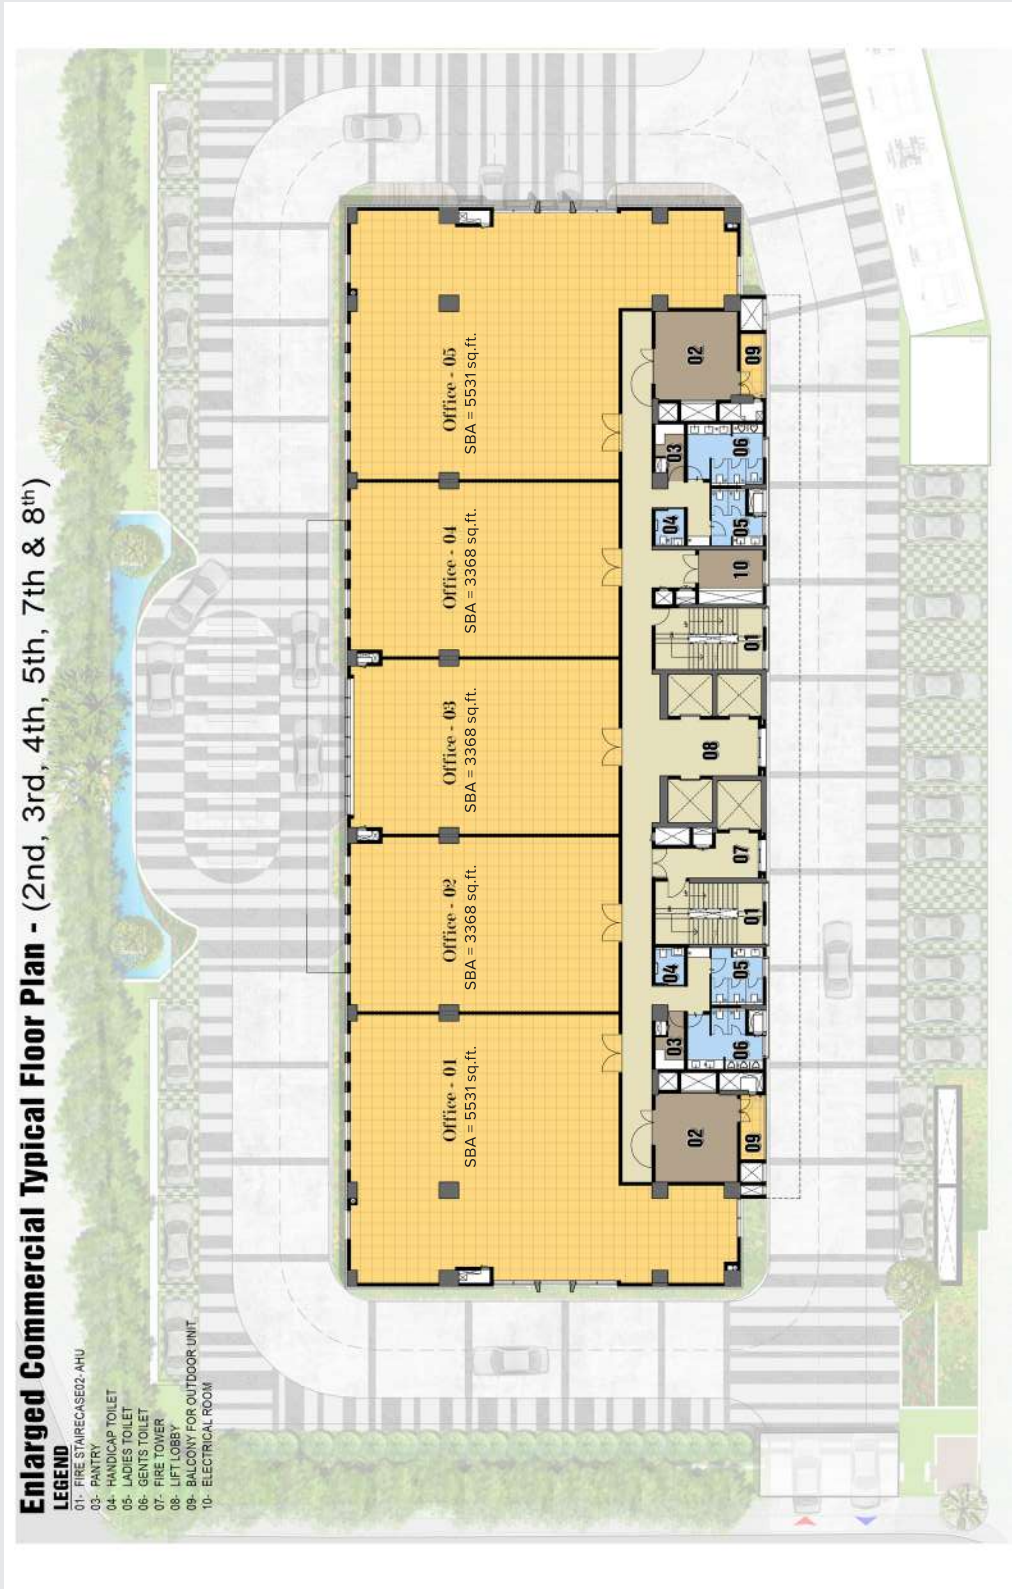 Enlarged Commercial Typical Floor Plan - (2nd, 3rd, 4th, 5th, 7th & 8th)
LEGEND
01- FIRE STAIRECASE02-AHU
03- PANTRY
04- HANDICAP TOILET
05- LADIES TOILET
06- GENTS TOILET
07- FIRE TOWER
08- LIFT LOBBY
09- BALCONY FOR OUTDOOR UNIT
10- ELECTRICAL ROOM
Office - 01
SBA = 5531 sq.ft.
Office - 02
SBA = 3368 sq.ft.
Office - 03
SBA = 3368 sq.ft.
Office - 04
SBA = 3368 sq.ft.
Office - 05
SBA = 5531 sq.ft.
02
09
03
06
04
05
01
07
08
01
10
04
05
03
06
02
09